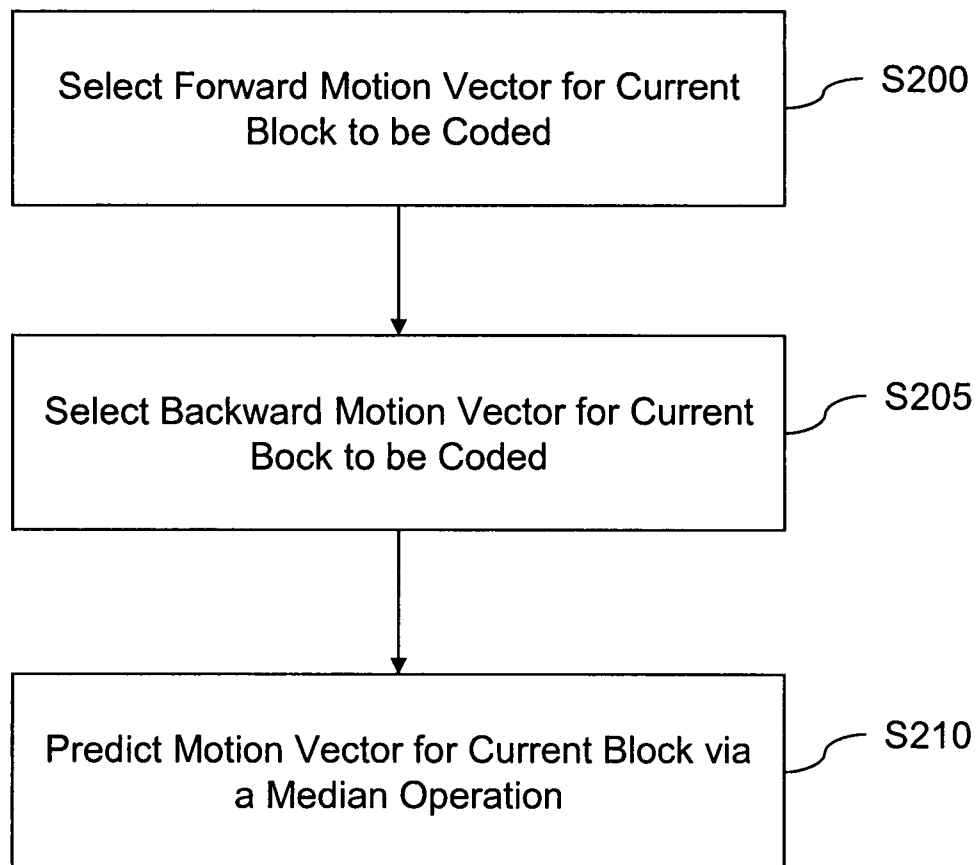 Select Forward Motion Vector for Current
Block to be Coded
S200
Select Backward Motion Vector for Current
Bock to be Coded
S205
Predict Motion Vector for Current Block via
a Median Operation
S210